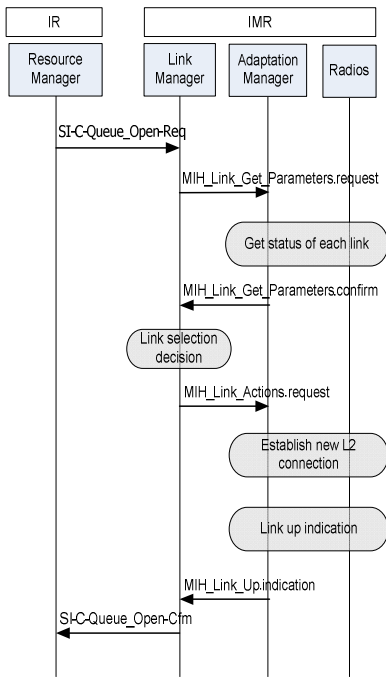 IR
IMR
Resource
Manager
Link
Manager
Adaptation
Manager
Radios
SI-C-Queue_Open-Req
MIH_Link_Get_Parameters.request
Get status of each link
MIH_Link_Get_Parameters.confirm
Link selection
decision
MIH_Link_Actions.request
Establish new L2
connection
Link up indication
MIH_Link_Up.indication
SI-C-Queue_Open-Cfm